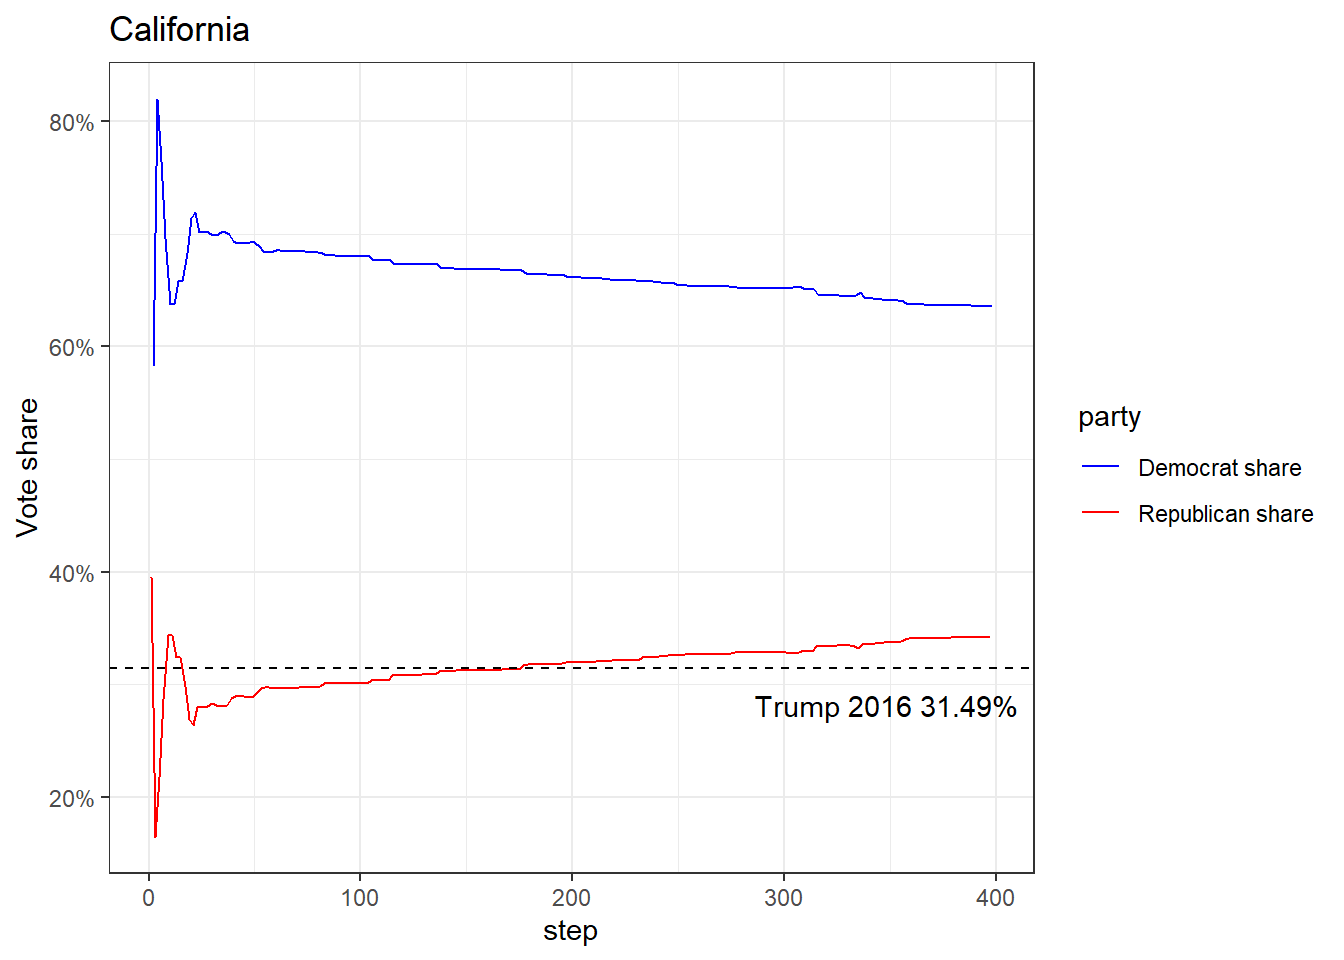 California
Vote share
80%
60%
40%
20%
Trump 2016 31.49%
0 100 200 300 400
step
party
Democrat share
Republican share